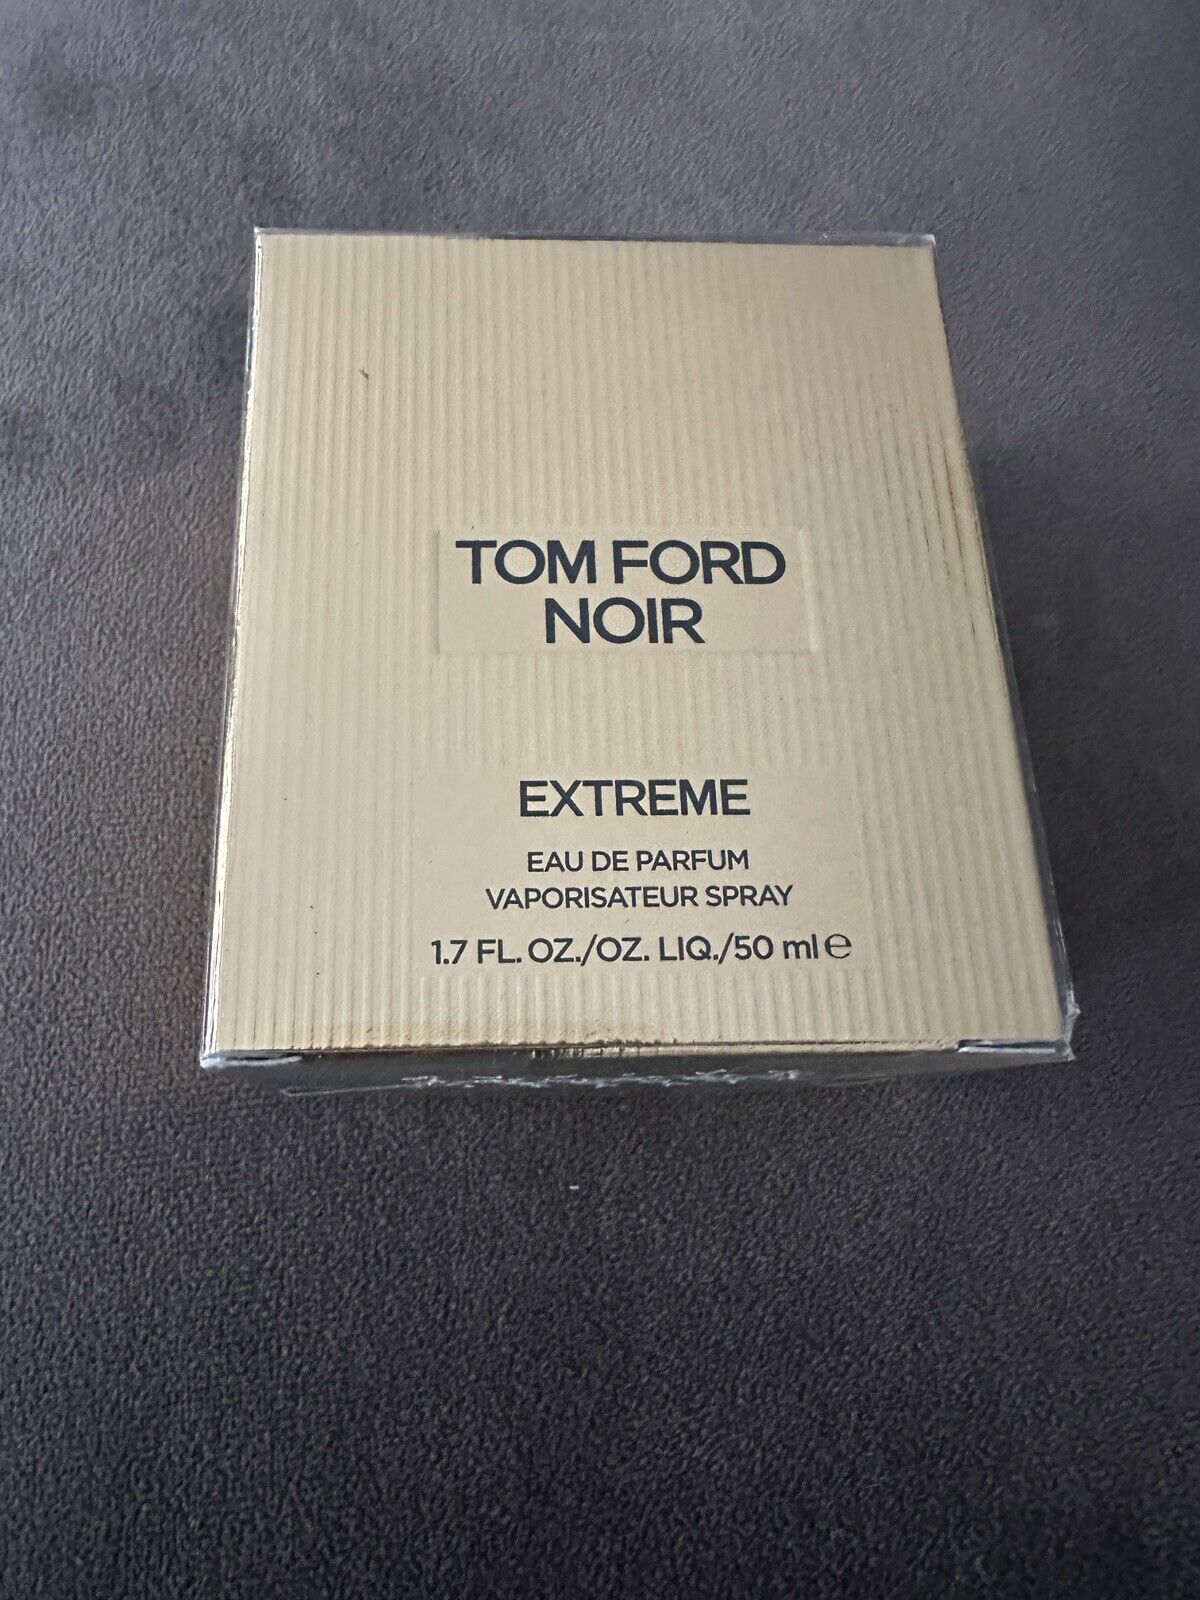 TOM FORD
NOIR
EXTREME
EAU DE PARFUM
VAPORISATEUR SPRAY
1.7 FL. OZ./OZ. LIQ./50 ml ℮